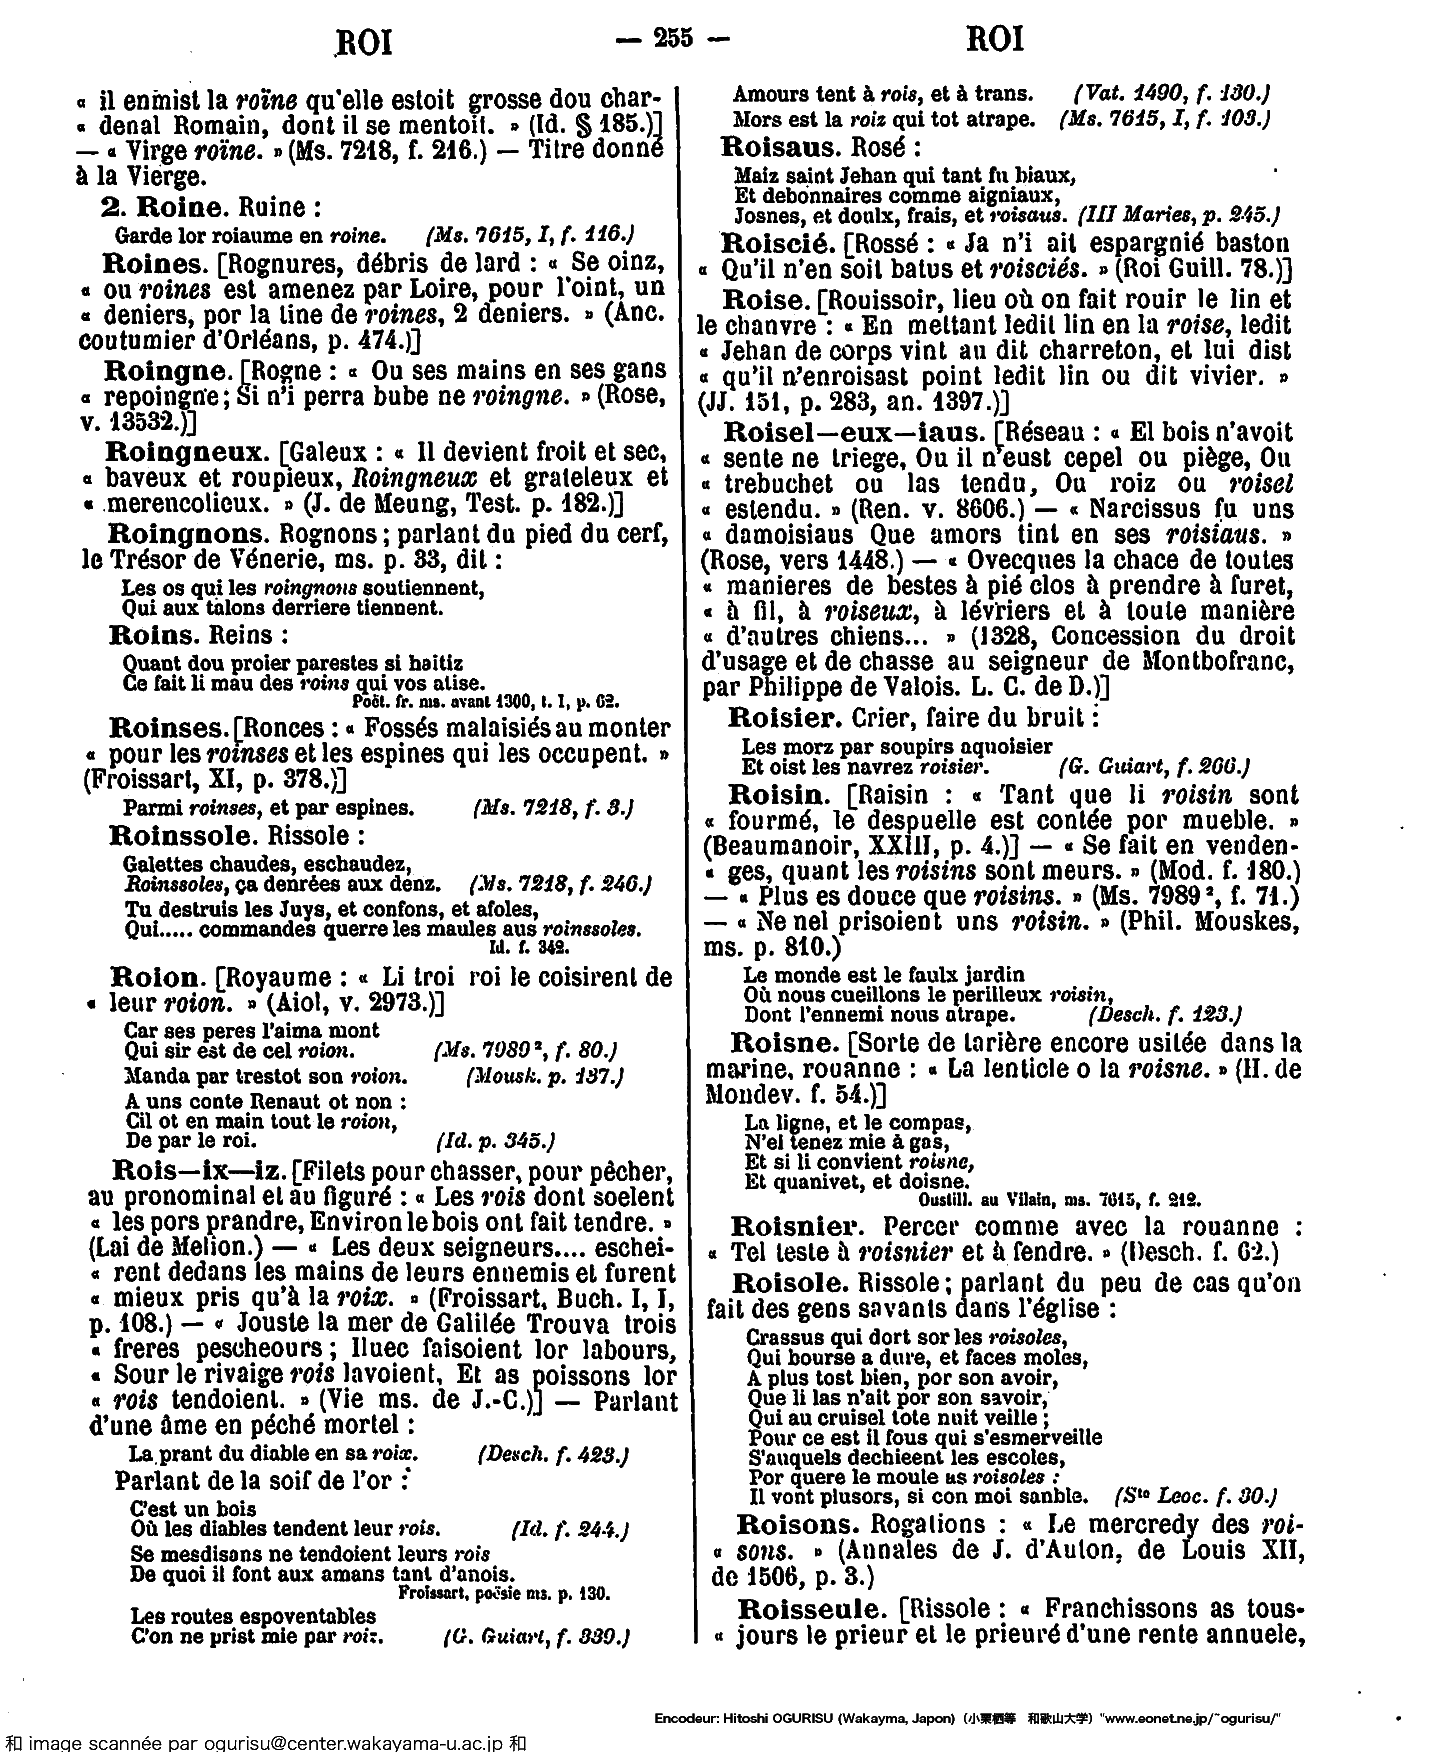 ROI
— 255 —
ROI
« il enmist la roïne qu'elle estoit grosse dou char-
« denal Romain, dont il se mentoit. » (Id. § 185.)]
— « Virge roïne. » (Ms. 7218, f. 216.) — Titre donné
à la Vierge.
2. Roine. Ruine :
Garde lor roiaume en roine. (Ms. 7615, I, f. 116.)
Roines. [Rognures, débris de lard : « Se oinz,
« ou roines est amenez par Loire, pour l'oint, un
« deniers, por la tine de roines, 2 deniers. » (Anc.
coutumier d'Orléans, p. 474.)]
Roingne. [Rogne : « Ou ses mains en ses gans
« repoingne ; Si n'i perra bube ne roingne. » (Rose,
v. 13532.)]
Roingneux. [Galeux : « Il devient froit et sec,
« baveux et roupieux, Roingneux et grateleux et
« merencolieux. » (J. de Meung, Test. p. 182.)]
Roingnons. Rognons ; parlant du pied du cerf,
le Trésor de Vénerie, ms. p. 33, dit :
Les os qui les roingnons soutiennent,
Qui aux talons derriere tiennent.
Roins. Reins :
Quant dou proier parestes si haitiz
Ce fait li mau des roins qui vos atise.
Poët. fr. ms. avant 1300, t. I, p. 62.
Roinses. [Ronces : « Fossés malaisiés au monter
« pour les roinses et les espines qui les occupent. »
(Froissart, XI, p. 378.)]
Parmi roinses, et par espines. (Ms. 7218, f. 3.)
Roinssole. Rissole :
Galettes chaudes, eschaudez,
Roinssoles, ça denrées aux denz. (Ms. 7218, f. 246.)
Tu destruis les Juys, et confons, et afoles,
Qui..... commandes querre les maules aus roinssoles.
Id. f. 342.
Roion. [Royaume : « Li troi roi le coisirent de
« leur roion. » (Aiol, v. 2973.)]
Car ses peres l'aima mont
Qui sir est de cel roion. (Ms. 7989², f. 80.)
Manda par trestot son roion. (Mousk. p. 137.)
A uns conte Renaut ot non :
Cil ot en main tout le roion,
De par le roi. (Id. p. 345.)
Rois—ix—iz. [Filets pour chasser, pour pêcher,
au pronominal et au figuré : « Les rois dont soelent
« les pors prandre, Environ le bois ont fait tendre. »
(Lai de Melion.) — « Les deux seigneurs.... eschei-
« rent dedans les mains de leurs ennemis et furent
« mieux pris qu'à la roix. » (Froissart, Buch. I, I,
p. 108.) — « Jouste la mer de Galilée Trouva trois
« freres pescheours ; Iluec faisoient lor labours,
« Sour le rivaige rois lavoient, Et as poissons lor
« rois tendoient. » (Vie ms. de J.-C.)] — Parlant
d'une âme en péché mortel :
La prant du diable en sa roix. (Desch. f. 423.)
Parlant de la soif de l'or :
C'est un bois
Où les diables tendent leur rois. (Id. f. 244.)
Se mesdisans ne tendoient leurs rois
De quoi il font aux amans tant d'anois.
Froissart, poësie ms. p. 130.
Les routes espoventables
C'on ne prist mie par roiz. (G. Guiart, f. 339.)
Amours tent à rois, et à trans. (Vat. 1490, f. 130.)
Mors est la roiz qui tot atrape. (Ms. 7615, I, f. 103.)
Roisaus. Rosé :
Maiz saint Jehan qui tant fu biaux,
Et debonnaires comme aigniaux,
Josnes, et doulx, frais, et roisaus. (III Maries, p. 245.)
Roiscié. [Rossé : « Ja n'i ait espargnié baston
« Qu'il n'en soit batus et roisciés. » (Roi Guill. 78.)]
Roise. [Rouissoir, lieu où on fait rouir le lin et
le chanvre : « En mettant ledit lin en la roise, ledit
« Jehan de corps vint au dit charreton, et lui dist
« qu'il n'enroisast point ledit lin ou dit vivier. »
(JJ. 151, p. 283, an. 1397.)]
Roisel—eux—iaus. [Réseau : « El bois n'avoit
« sente ne triege, Ou il n'eust cepel ou piège, Ou
« trebuchet ou las tendu, Ou roiz ou roisel
« estendu. » (Ren. v. 8606.) — « Narcissus fu uns
« damoisiaus Que amors tint en ses roisiaus. »
(Rose, vers 1448.) — « Ovecques la chace de toutes
« manieres de bestes à pié clos à prendre à furet,
« à fil, à roiseux, à lévriers et à toute manière
« d'autres chiens... » (1328, Concession du droit
d'usage et de chasse au seigneur de Montbofranc,
par Philippe de Valois. L. C. de D.)]
Roisier. Crier, faire du bruit :
Les morz par soupirs aquoisier
Et oist les navrez roisier. (G. Guiart, f. 266.)
Roisin. [Raisin : « Tant que li roisin sont
« fourmé, le despuelle est contée por mueble. »
(Beaumanoir, XXIII, p. 4.)] — « Se fait en venden-
« ges, quant les roisins sont meurs. » (Mod. f. 180.)
— « Plus es douce que roisins. » (Ms. 7989², f. 71.)
— « Ne nel prisoient uns roisin. » (Phil. Mouskes,
ms. p. 810.)
Le monde est le faulx jardin
Où nous cueillons le perilleux roisin,
Dont l'ennemi nous atrape. (Desch. f. 123.)
Roisne. [Sorte de tarière encore usitée dans la
marine, rouanne : « La lenticle o la roisne. » (H. de
Mondev. f. 54.)]
La ligne, et le compas,
N'el tenez mie à gas,
Et si li convient roisne,
Et quanivet, et doisne.
Oustill. au Vilain, ms. 7615, f. 212.
Roisnier. Percer comme avec la rouanne :
« Tel teste à roisnier et à fendre. » (Desch. f. 62.)
Roisole. Rissole ; parlant du peu de cas qu'on
fait des gens savants dans l'église :
Crassus qui dort sor les roisoles,
Qui bourse a dure, et faces moles,
A plus tost bien, por son avoir,
Que li las n'ait por son savoir,
Qui au cruisel tote nuit veille ;
Pour ce est il fous qui s'esmerveille
S'auquels dechieent les escoles,
Por quere le moule as roisoles :
Il vont plusors, si con moi sanble. (Ste Leoc. f. 30.)
Roisons. Rogations : « Le mercredy des roi-
« sons. » (Annales de J. d'Auton, de Louis XII,
de 1506, p. 3.)
Roisseule. [Rissole : « Franchissons as tous-
« jours le prieur et le prieuré d'une rente annuele,
Encodeur: Hitoshi OGURISU (Wakayma, Japon) (小栗栖等 和歌山大学) "www.eonet.ne.jp/~ogurisu/"
和 image scannée par ogurisu@center.wakayama-u.ac.jp 和